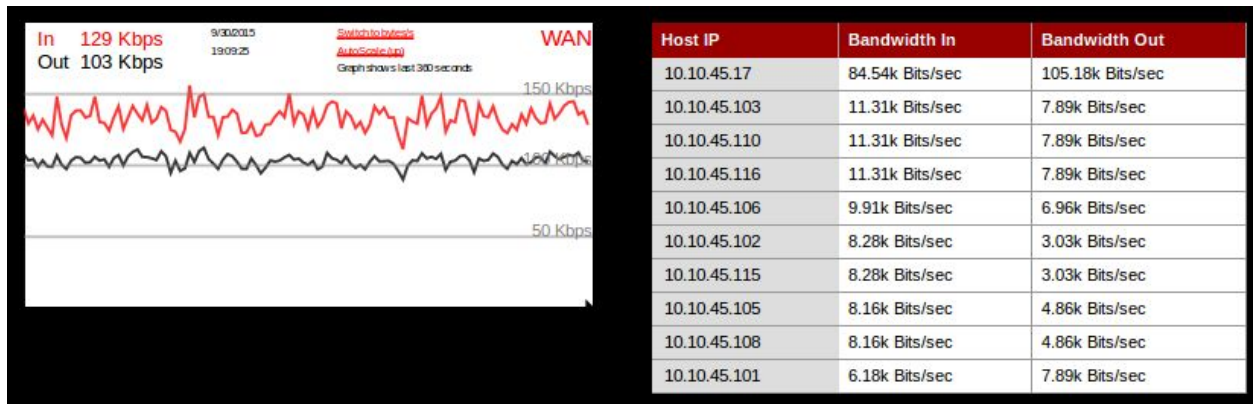 In 129 Kbps
Out 103 Kbps
9/30/2015
19:09:25
Switch to bytes/s
AutoScale (up)
Graph shows last 360 seconds
WAN
150 Kbps
100 Kbps
50 Kbps
Host IP Bandwidth In Bandwidth Out
10.10.45.17 84.54k Bits/sec 105.18k Bits/sec
10.10.45.103 11.31k Bits/sec 7.89k Bits/sec
10.10.45.110 11.31k Bits/sec 7.89k Bits/sec
10.10.45.116 11.31k Bits/sec 7.89k Bits/sec
10.10.45.106 9.91k Bits/sec 6.96k Bits/sec
10.10.45.102 8.28k Bits/sec 3.03k Bits/sec
10.10.45.115 8.28k Bits/sec 3.03k Bits/sec
10.10.45.105 8.16k Bits/sec 4.86k Bits/sec
10.10.45.108 8.16k Bits/sec 4.86k Bits/sec
10.10.45.101 6.18k Bits/sec 7.89k Bits/sec